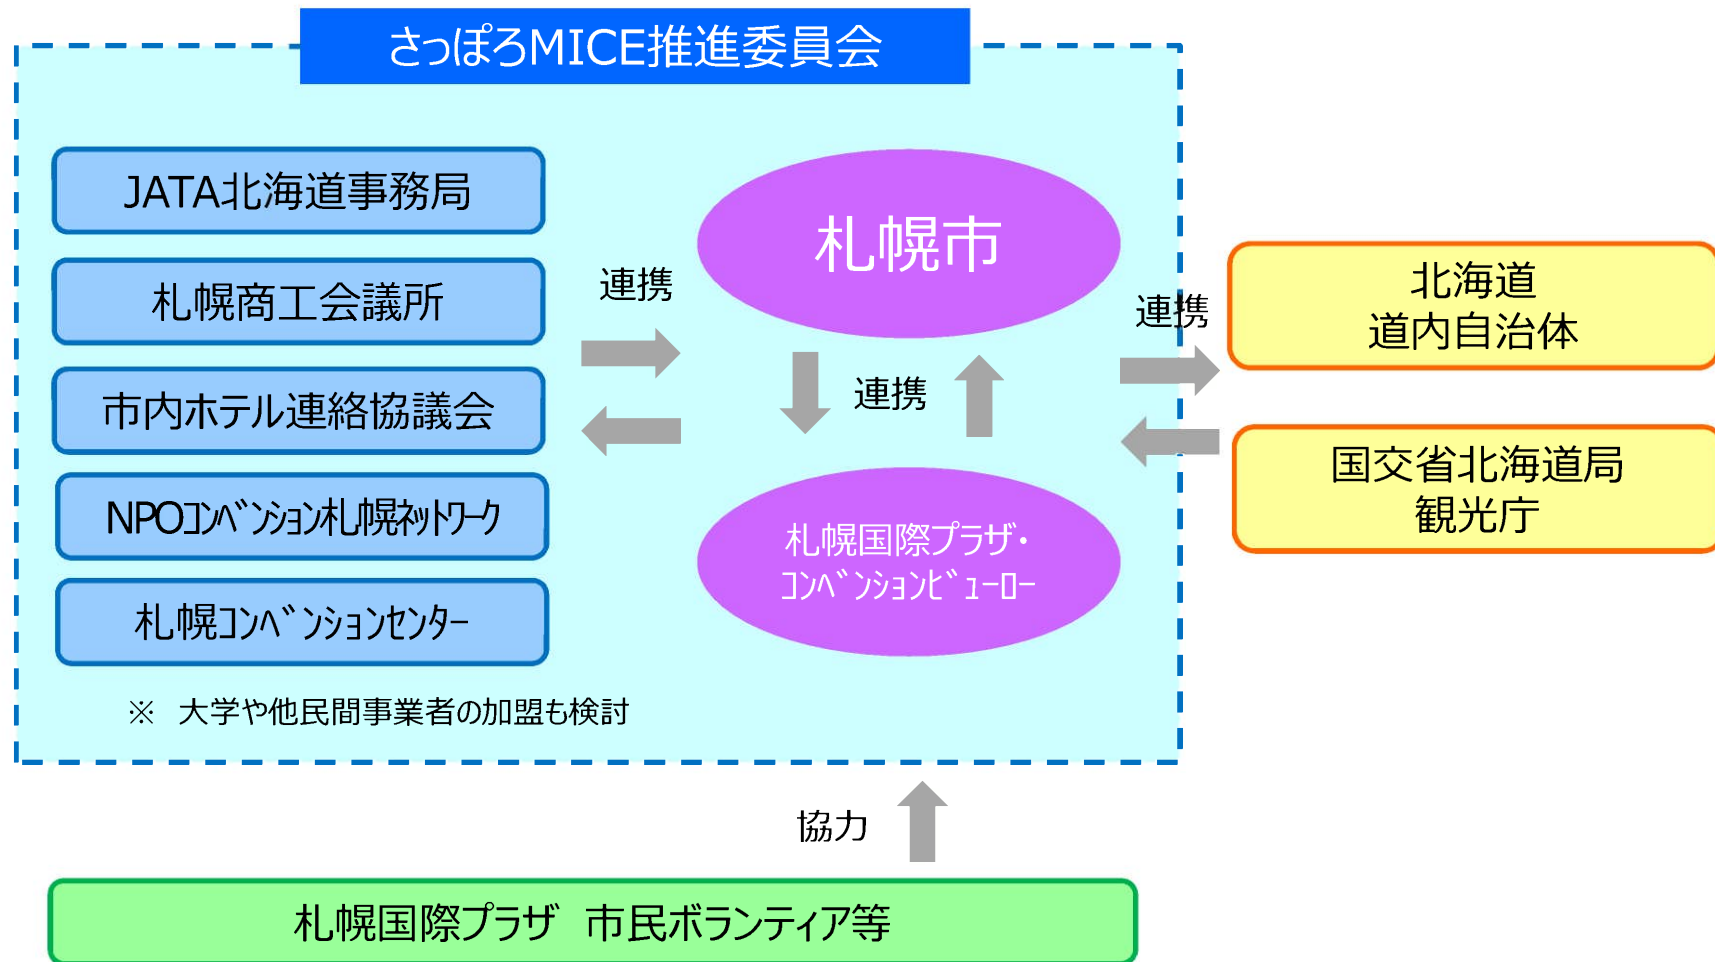 さっぽろMICE推進委員会
JATA北海道事務局
札幌商工会議所
市内ホテル連絡協議会
NPOコンベンション札幌ネットワーク
札幌コンベンションセンター
※ 大学や他民間事業者の加盟も検討
連携
札幌市
連携
札幌国際プラザ・
コンベンションビューロー
連携
北海道
道内自治体
国交省北海道局
観光庁
協力
札幌国際プラザ 市民ボランティア等